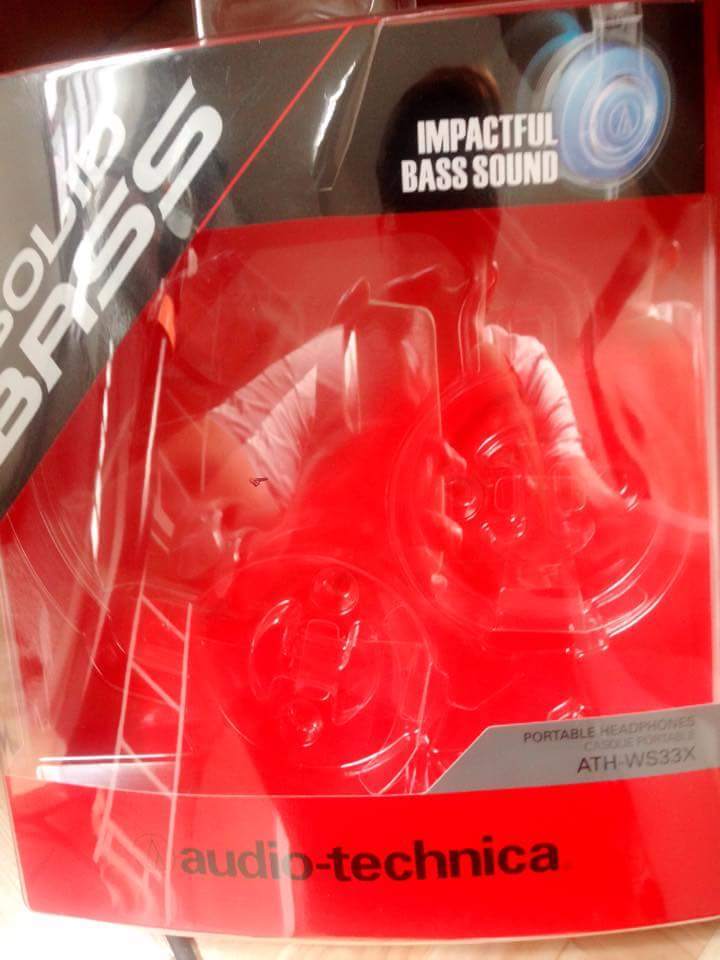 SOLID
BASS
IMPACTFUL
BASS SOUND
PORTABLE HEADPHONES
CASQUE PORTABLE
ATH-WS33X
audio-technica